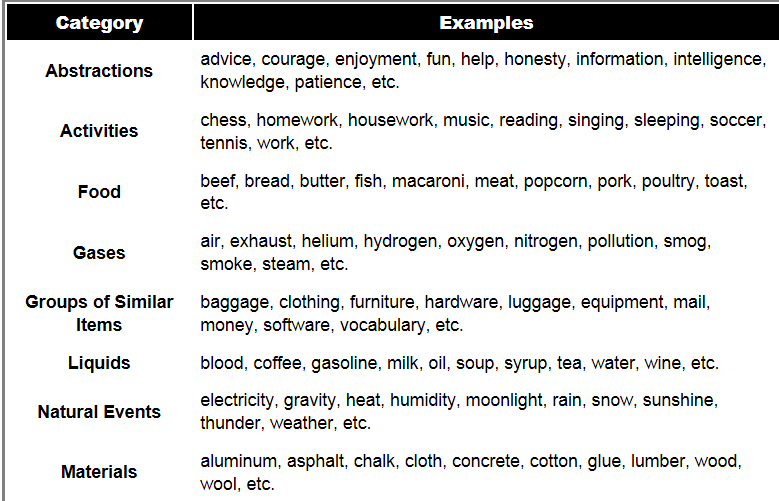 Category Examples
Abstractions advice, courage, enjoyment, fun, help, honesty, information, intelligence,
knowledge, patience, etc.
Activities chess, homework, housework, music, reading, singing, sleeping, soccer,
tennis, work, etc.
Food beef, bread, butter, fish, macaroni, meat, popcorn, pork, poultry, toast,
etc.
Gases air, exhaust, helium, hydrogen, oxygen, nitrogen, pollution, smog,
smoke, steam, etc.
Groups of Similar baggage, clothing, furniture, hardware, luggage, equipment, mail,
Items money, software, vocabulary, etc.
Liquids blood, coffee, gasoline, milk, oil, soup, syrup, tea, water, wine, etc.
Natural Events electricity, gravity, heat, humidity, moonlight, rain, snow, sunshine,
thunder, weather, etc.
Materials aluminum, asphalt, chalk, cloth, concrete, cotton, glue, lumber, wood,
wool, etc.